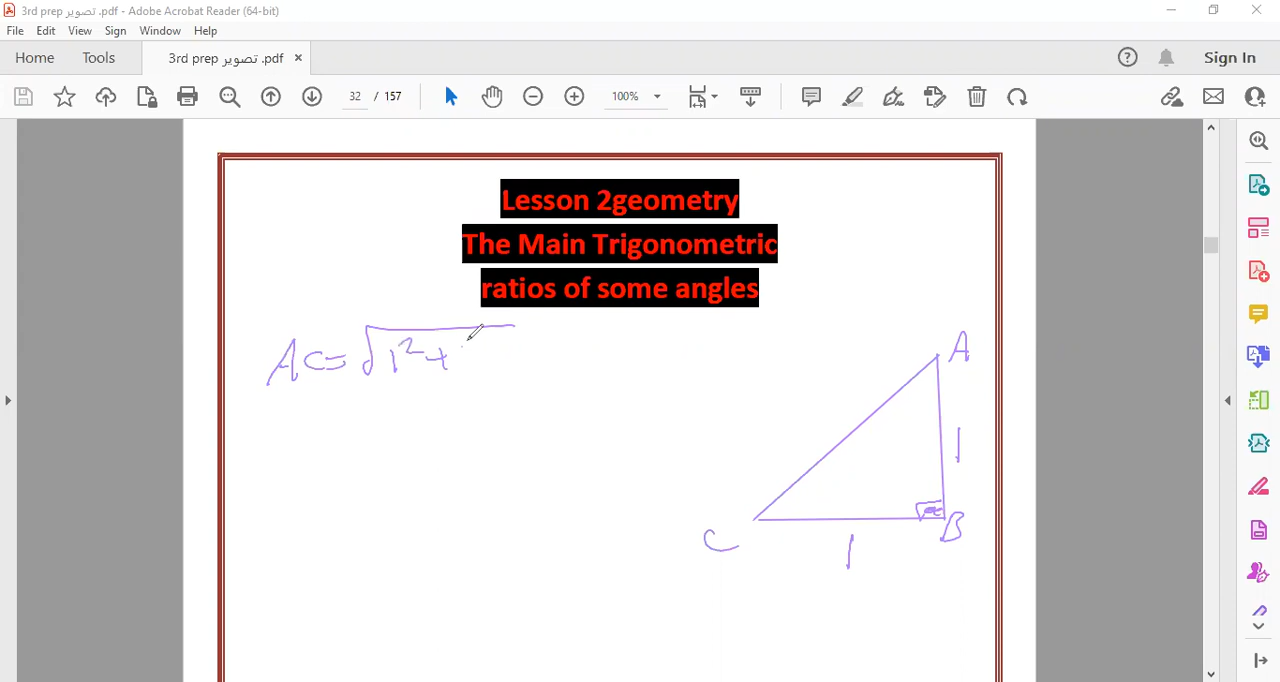 3rd prep تصوير .pdf - Adobe Acrobat Reader (64-bit)
File Edit View Sign Window Help
Home Tools 3rd prep تصوير .pdf × Sign In
32 / 157 100%
Lesson 2geometry
The Main Trigonometric
ratios of some angles
AC=√1²+
A
1
B
C
1